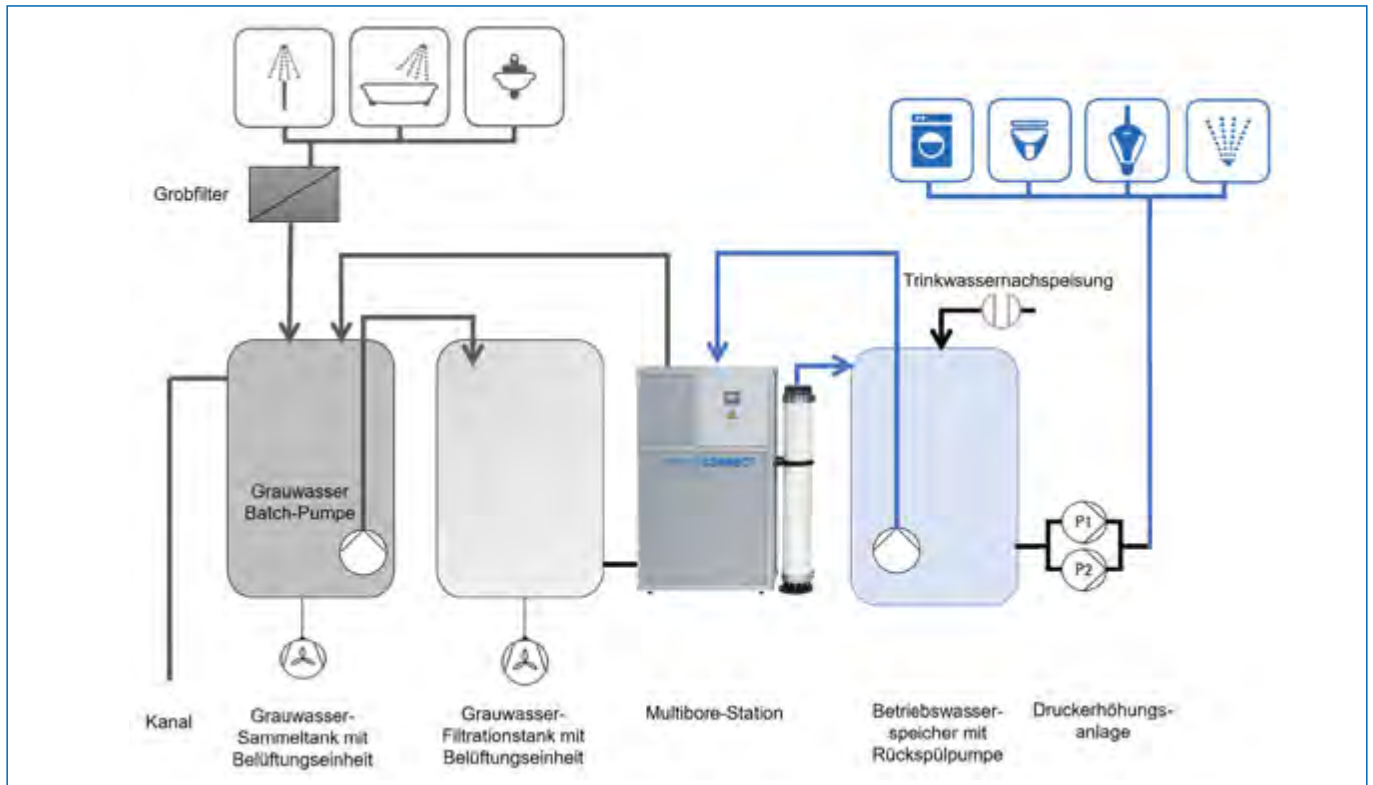 Grobfilter
Trinkwassernachspeisung
Grauwasser
Batch-Pumpe
P1
P2
Kanal
Grauwasser-
Sammeltank mit
Belüftungseinheit
Grauwasser-
Filtrationstank mit
Belüftungseinheit
Multibore-Station
Betriebswasser-
speicher mit
Rückspülpumpe
Druckerhöhungs-
anlage